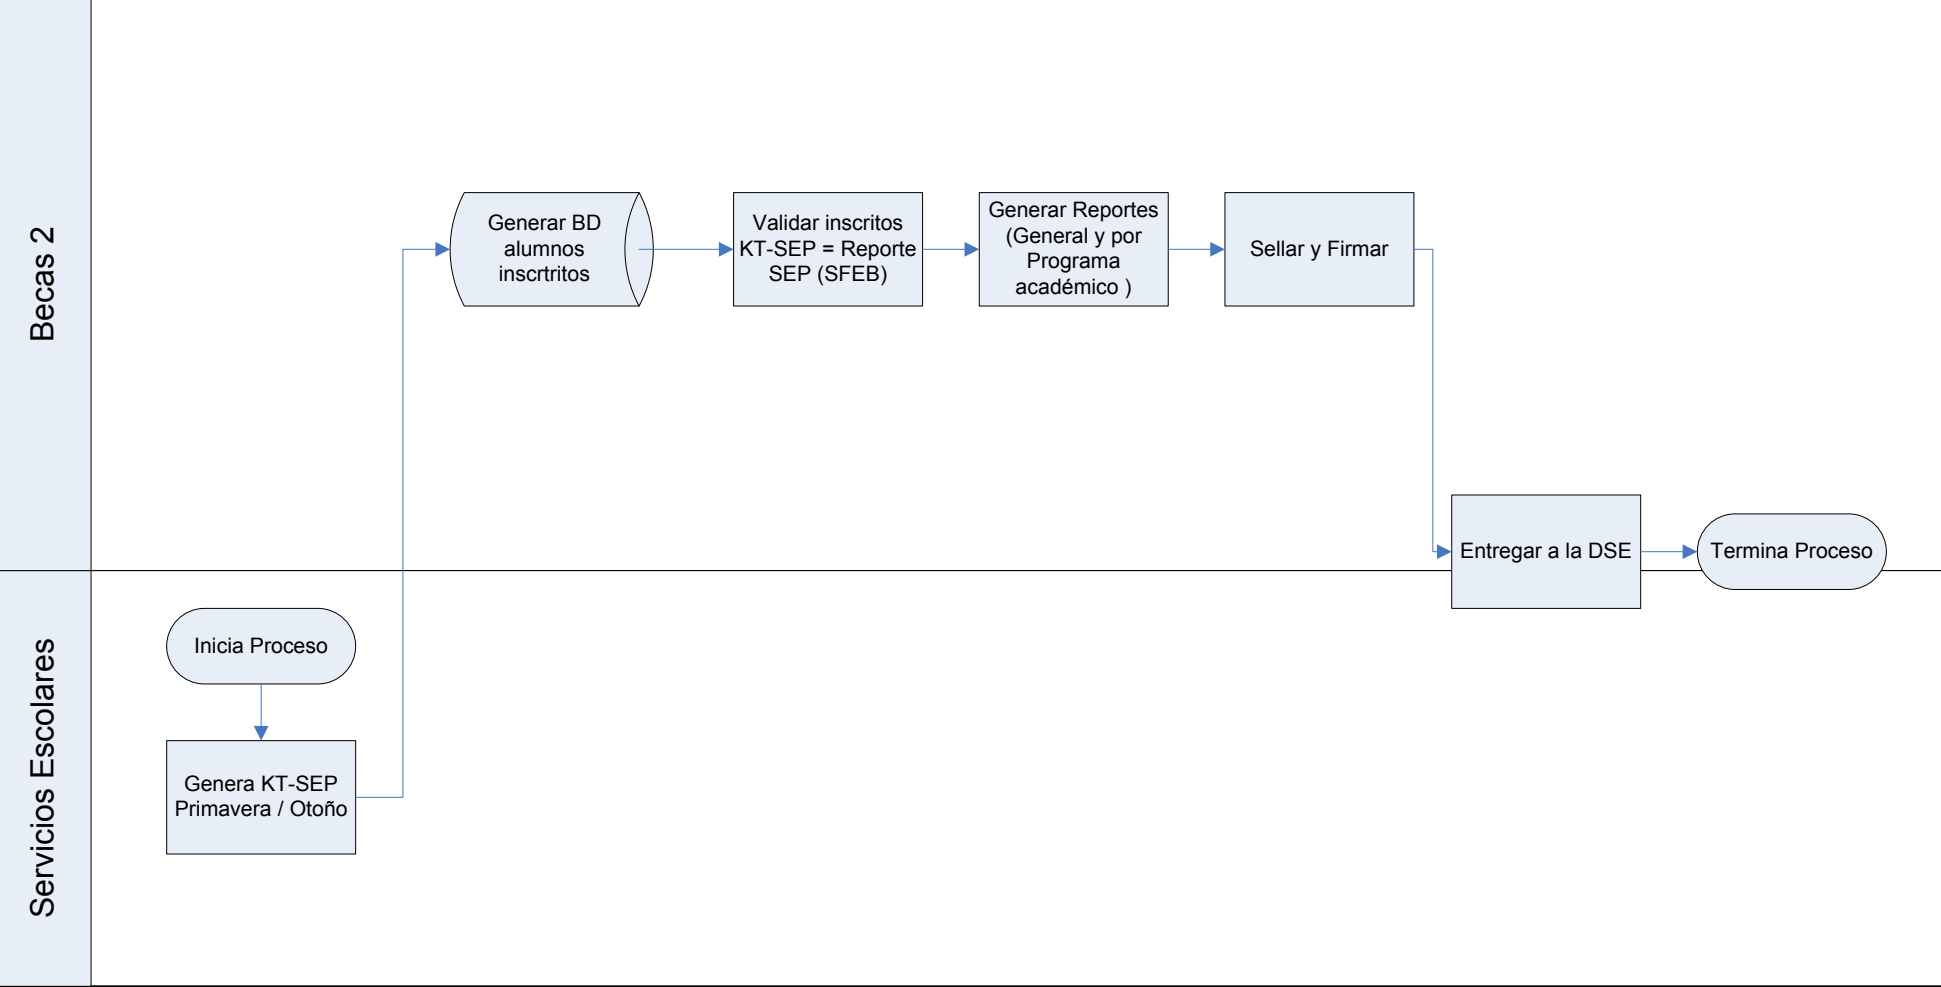 Becas 2
Generar BD
alumnos
inscrtritos
Validar inscritos
KT-SEP = Reporte
SEP (SFEB)
Generar Reportes
(General y por
Programa
académico )
Sellar y Firmar
Entregar a la DSE
Termina Proceso
Servicios Escolares
Inicia Proceso
Genera KT-SEP
Primavera / Otoño